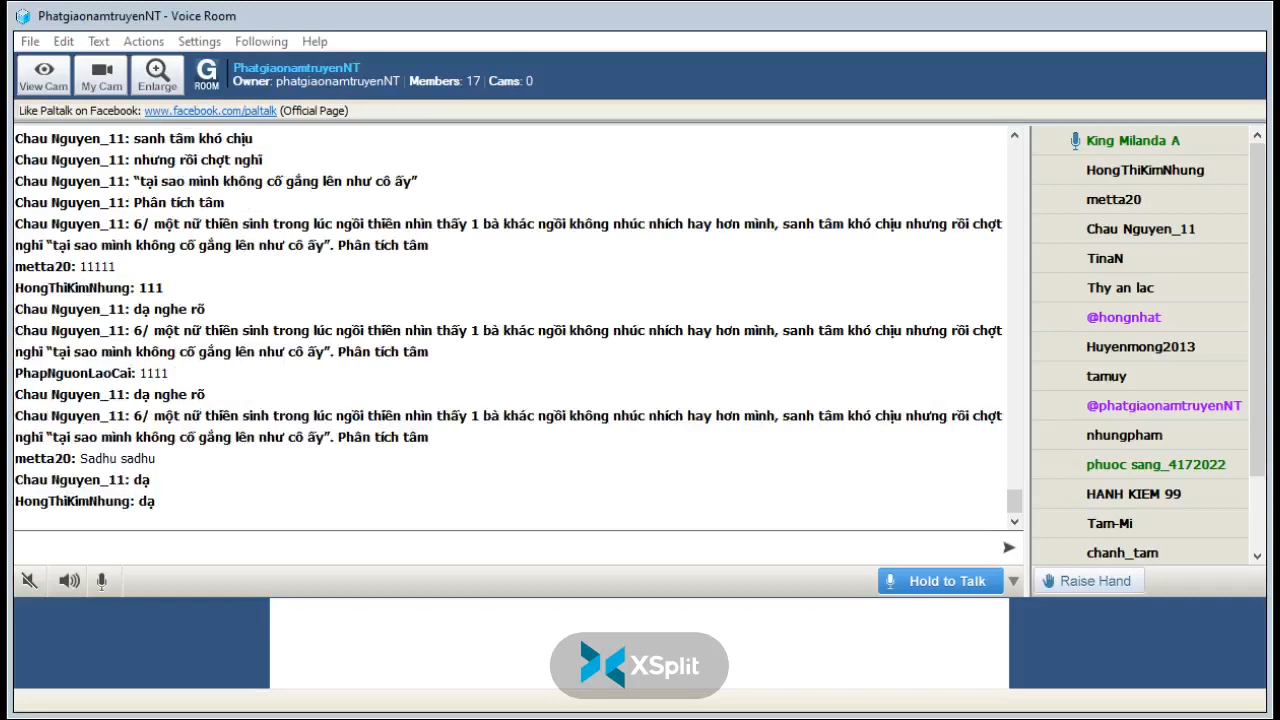 PhatgiaonamtruyenNT - Voice Room
File Edit Text Actions Settings Following Help
View Cam
My Cam
Enlarge
G
ROOM
PhatgiaonamtruyenNT
Owner: phatgiaonamtruyenNT | Members: 17 | Cams: 0
Like Paltalk on Facebook: www.facebook.com/paltalk (Official Page)
Chau Nguyen_11: sanh tâm khó chịu
Chau Nguyen_11: nhưng rồi chợt nghĩ
Chau Nguyen_11: “tại sao mình không cố gắng lên như cô ấy”
Chau Nguyen_11: Phân tích tâm
Chau Nguyen_11: 6/ một nữ thiền sinh trong lúc ngồi thiền nhìn thấy 1 bà khác ngồi không nhúc nhích hay hơn mình, sanh tâm khó chịu nhưng rồi chợt
nghĩ “tại sao mình không cố gắng lên như cô ấy”. Phân tích tâm
metta20: 11111
HongThiKimNhung: 111
Chau Nguyen_11: dạ nghe rõ
Chau Nguyen_11: 6/ một nữ thiền sinh trong lúc ngồi thiền nhìn thấy 1 bà khác ngồi không nhúc nhích hay hơn mình, sanh tâm khó chịu nhưng rồi chợt
nghĩ “tại sao mình không cố gắng lên như cô ấy”. Phân tích tâm
PhapNguonLaoCai: 1111
Chau Nguyen_11: dạ nghe rõ
Chau Nguyen_11: 6/ một nữ thiền sinh trong lúc ngồi thiền nhìn thấy 1 bà khác ngồi không nhúc nhích hay hơn mình, sanh tâm khó chịu nhưng rồi chợt
nghĩ “tại sao mình không cố gắng lên như cô ấy”. Phân tích tâm
metta20: Sadhu sadhu
Chau Nguyen_11: dạ
HongThiKimNhung: dạ
King Milanda A
HongThiKimNhung
metta20
Chau Nguyen_11
TinaN
Thy an lac
@hongnhat
Huyenmong2013
tamuy
@phatgiaonamtruyenNT
nhungpham
phuoc sang_4172022
HANH KIEM 99
Tam-Mi
chanh_tam
Hold to Talk
Raise Hand
XSplit